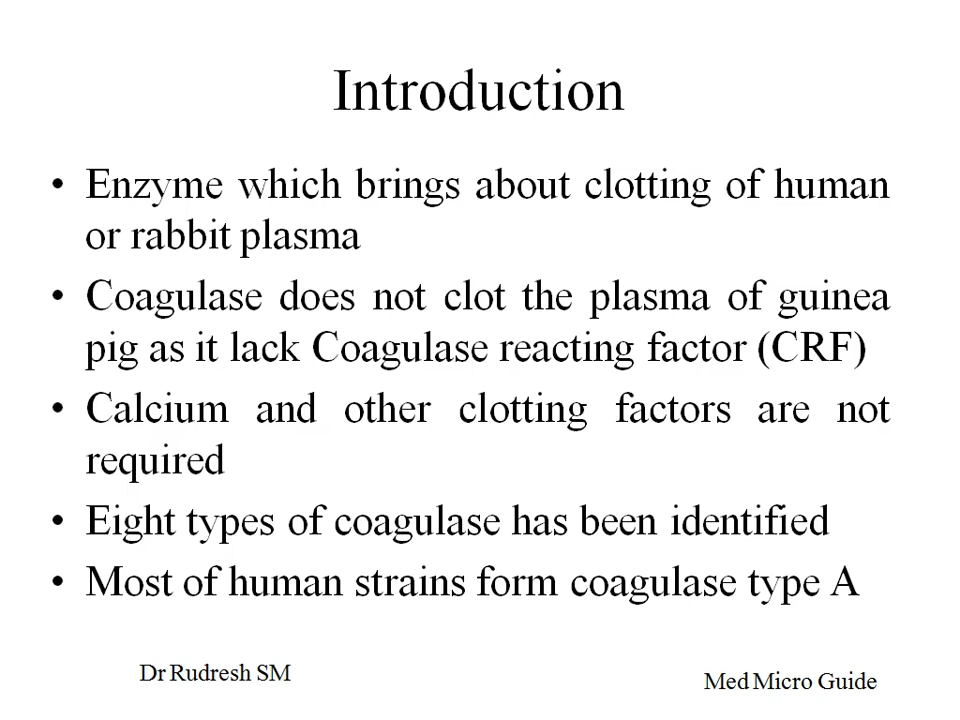 Introduction
• Enzyme which brings about clotting of human
or rabbit plasma
• Coagulase does not clot the plasma of guinea
pig as it lack Coagulase reacting factor (CRF)
• Calcium and other clotting factors are not
required
• Eight types of coagulase has been identified
• Most of human strains form coagulase type A
Dr Rudresh SM
Med Micro Guide